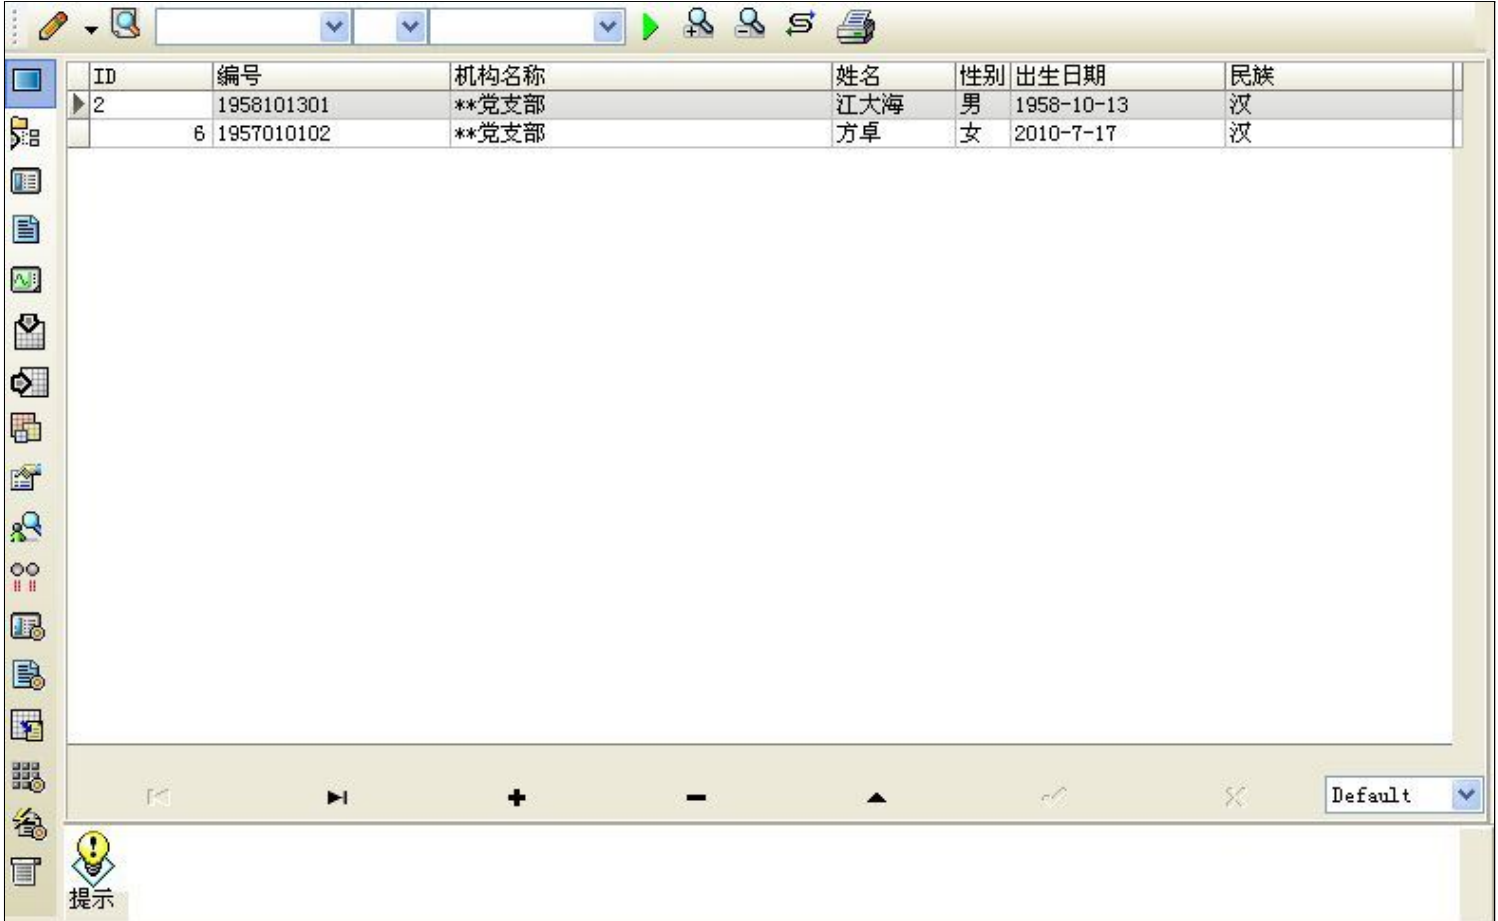 ID 编号 机构名称 姓名 性别 出生日期 民族
2 1958101301 **党支部 江大海 男 1958-10-13 汉
6 1957010102 **党支部 方卓 女 2010-7-17 汉
Default
提示